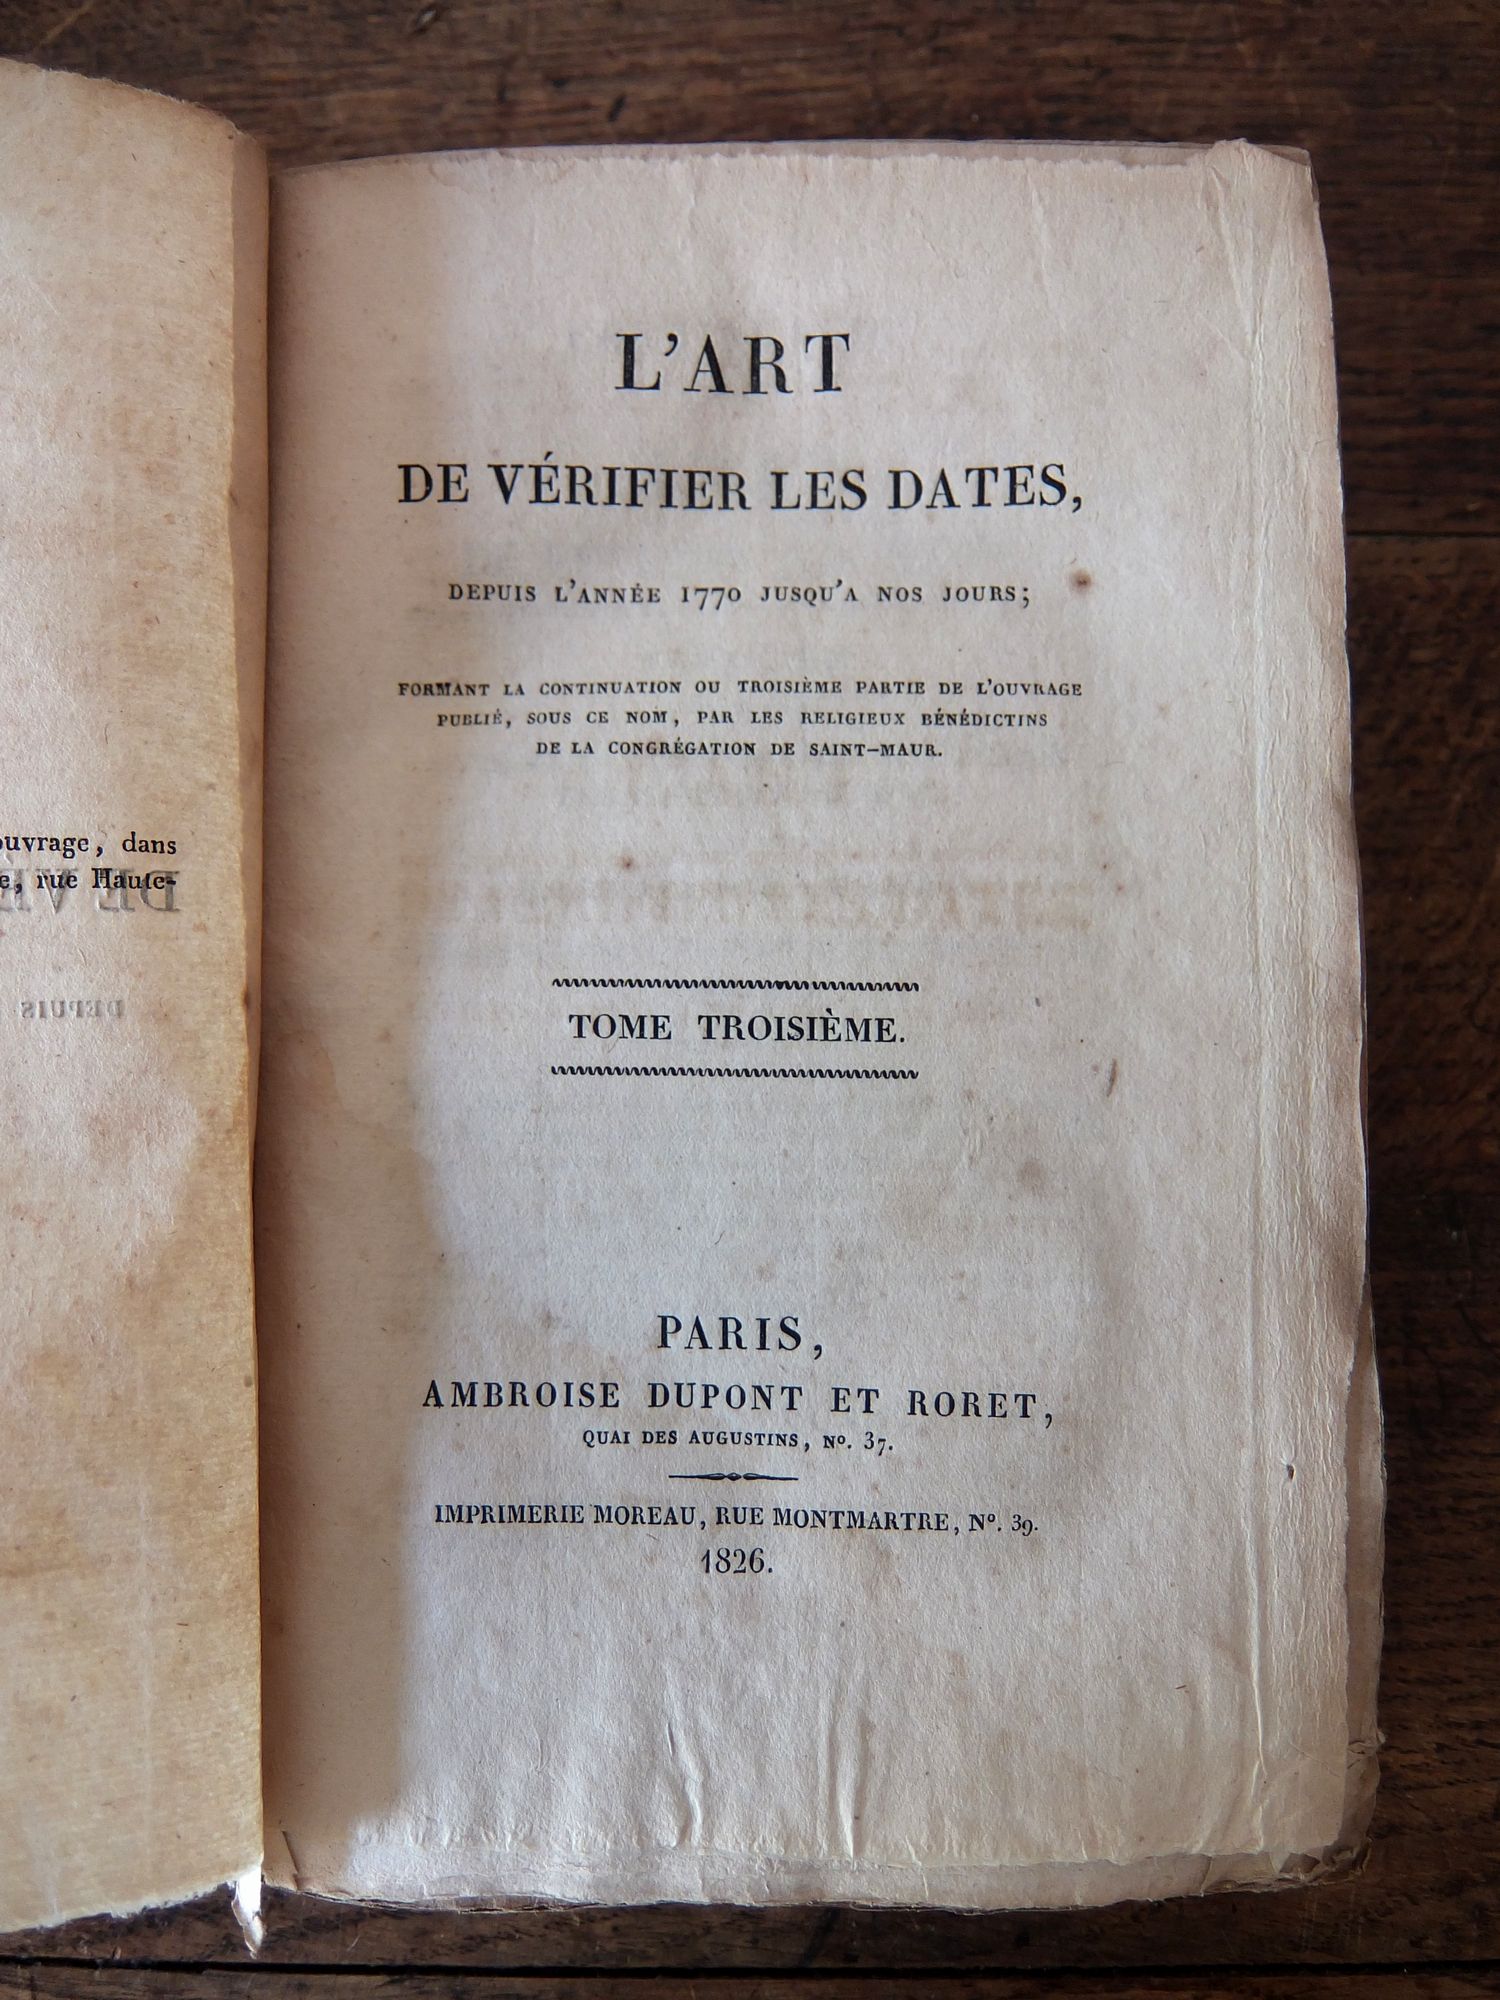 ouvrage, dans
e, rue Haute-
L'ART
DE VÉRIFIER LES DATES,
DEPUIS L'ANNÉE 1770 JUSQU'A NOS JOURS;
FORMANT LA CONTINUATION OU TROISIÈME PARTIE DE L'OUVRAGE
PUBLIÉ, SOUS CE NOM, PAR LES RELIGIEUX BÉNÉDICTINS
DE LA CONGRÉGATION DE SAINT-MAUR.
TOME TROISIÈME.
PARIS,
AMBROISE DUPONT ET RORET,
QUAI DES AUGUSTINS, Nº. 37.
IMPRIMERIE MOREAU, RUE MONTMARTRE, Nº. 39.
1826.